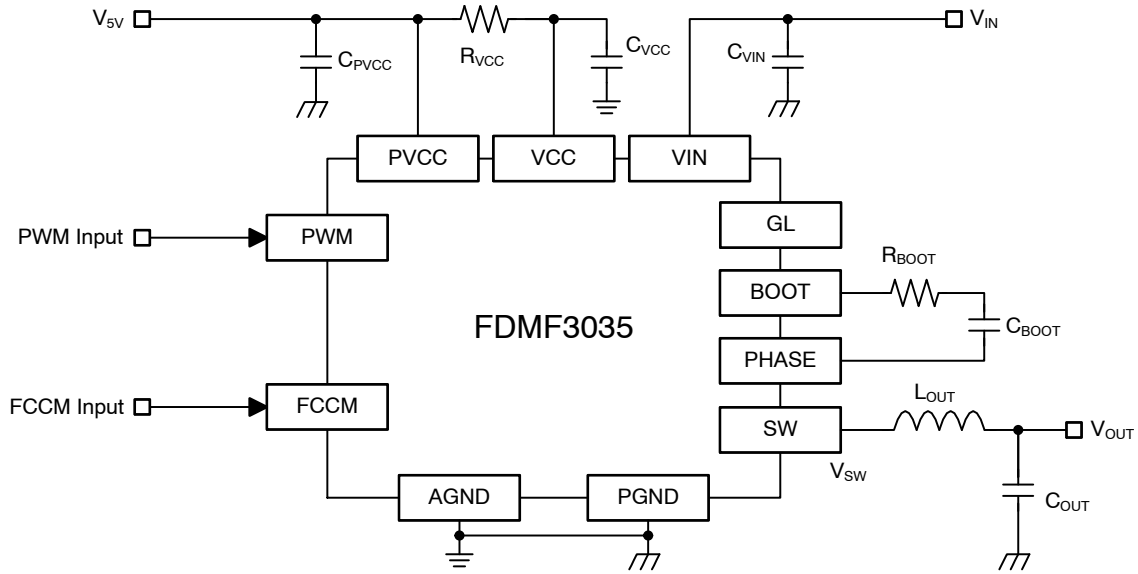 V5V
VIN
CPVCC
RVCC
CVCC
CVIN
PVCC
VCC
VIN
PWM Input
PWM
GL
BOOT
RBOOT
CBOOT
FDMF3035
PHASE
FCCM Input
FCCM
SW
LOUT
VOUT
VSW
COUT
AGND
PGND